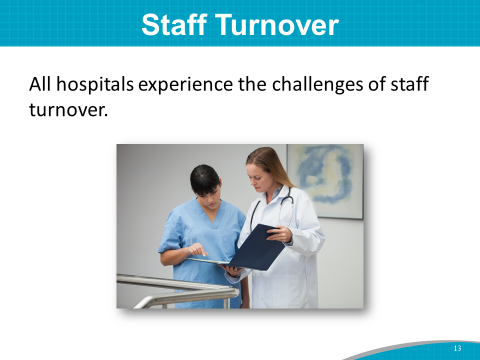 Staff Turnover
All hospitals experience the challenges of staff
turnover.
13